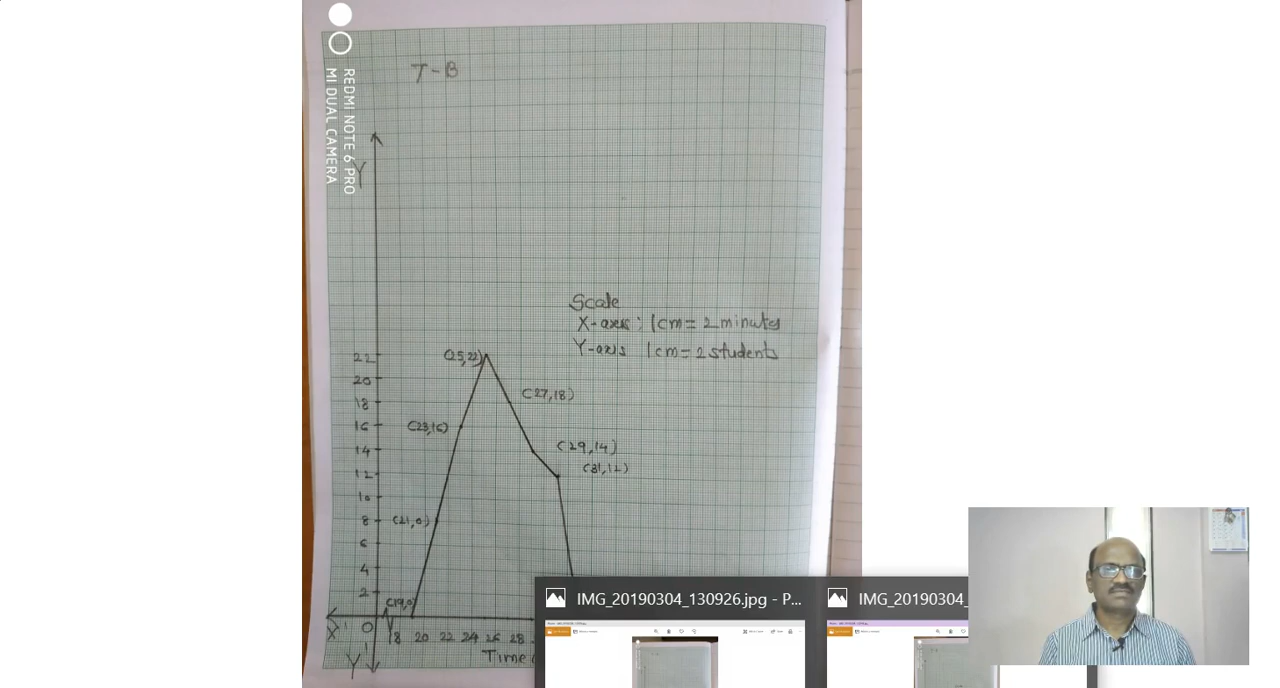 REDMI NOTE 6 PRO
MI DUAL CAMERA
T-B
Y
Scale
X-axis : 1cm = 2 minutes
Y-axis 1cm = 2 students
22
20
18
16
14
12
10
8
6
4
2
(25,22)
(27,18)
(23,16)
(29,14)
(31,12)
(21,8)
(19,0)
X' O 18 20 22 24 26 28
Time
Y'
IMG_20190304_130926.jpg - P...
IMG_20190304_